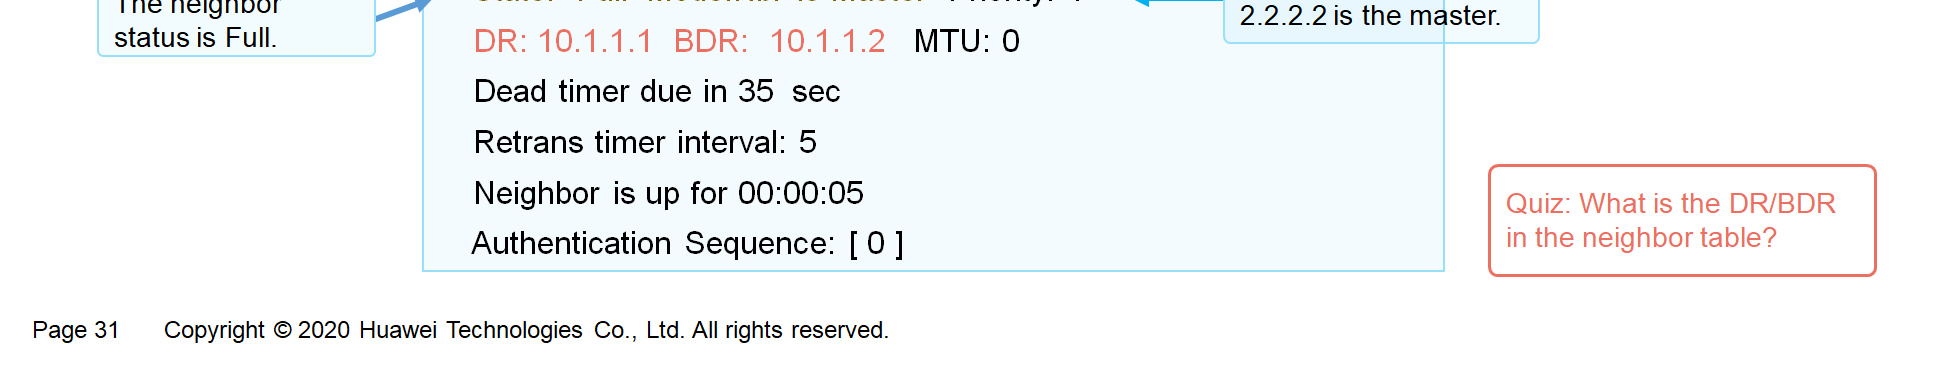 The neighbor
status is Full.
2.2.2.2 is the master.
DR: 10.1.1.1 BDR: 10.1.1.2 MTU: 0
Dead timer due in 35 sec
Retrans timer interval: 5
Neighbor is up for 00:00:05
Authentication Sequence: [ 0 ]
Quiz: What is the DR/BDR
in the neighbor table?
Page 31 Copyright © 2020 Huawei Technologies Co., Ltd. All rights reserved.